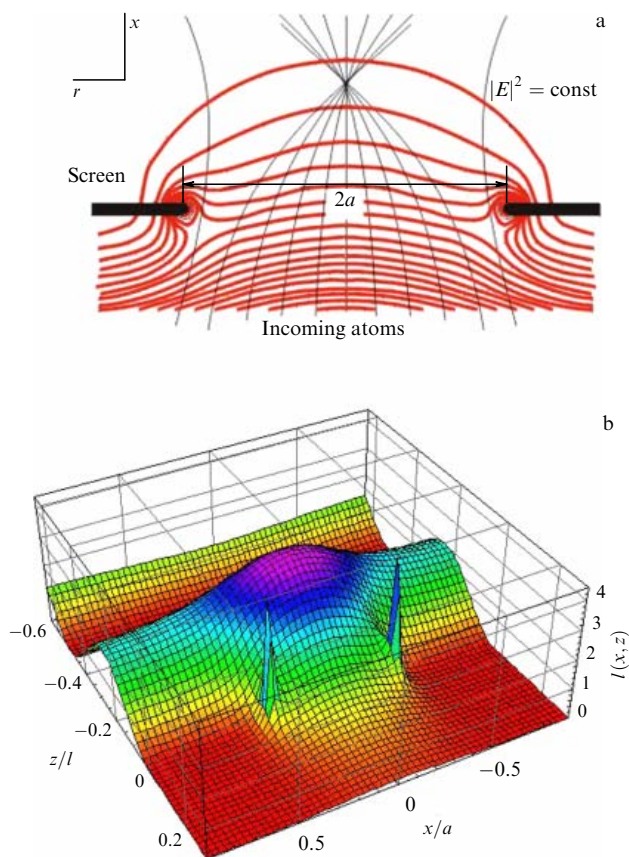 a
x
r
|E|² = const
Screen
2a
Incoming atoms
b
4
3
2
1
0
I(x, z)
−0.6
−0.4
−0.2
0
0.2
z/l
−0.5
0
0.5
x/a